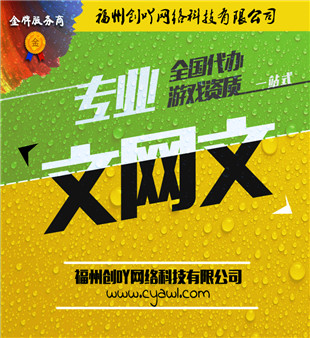 金牌服务商
金
福州创吖网络科技有限公司
专业!
全国代办
游戏资质
一站式
文网文
福州创吖网络科技有限公司
www.cyawl.com